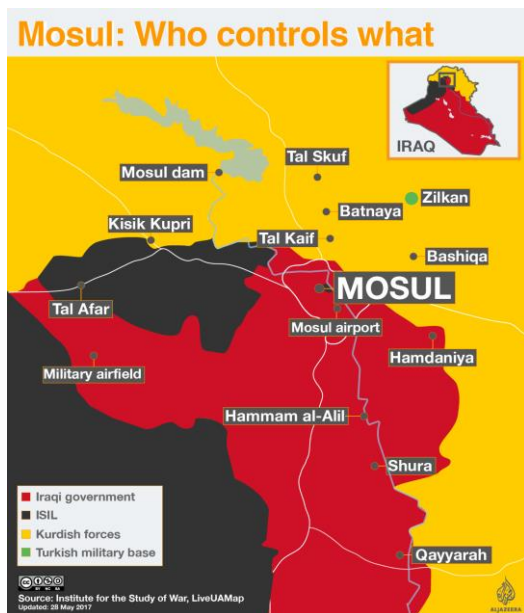 Mosul: Who controls what
IRAQ
Tal Skuf
Mosul dam
Zilkan
Batnaya
Kisik Kupri
Tal Kaif
Bashiqa
MOSUL
Tal Afar
Mosul airport
Hamdaniya
Military airfield
Hammam al-Alil
Shura
Iraqi government
ISIL
Kurdish forces
Turkish military base
Qayyarah
Source: Institute for the Study of War, LiveUAMap
Updated: 28 May 2017
ALJAZEERA